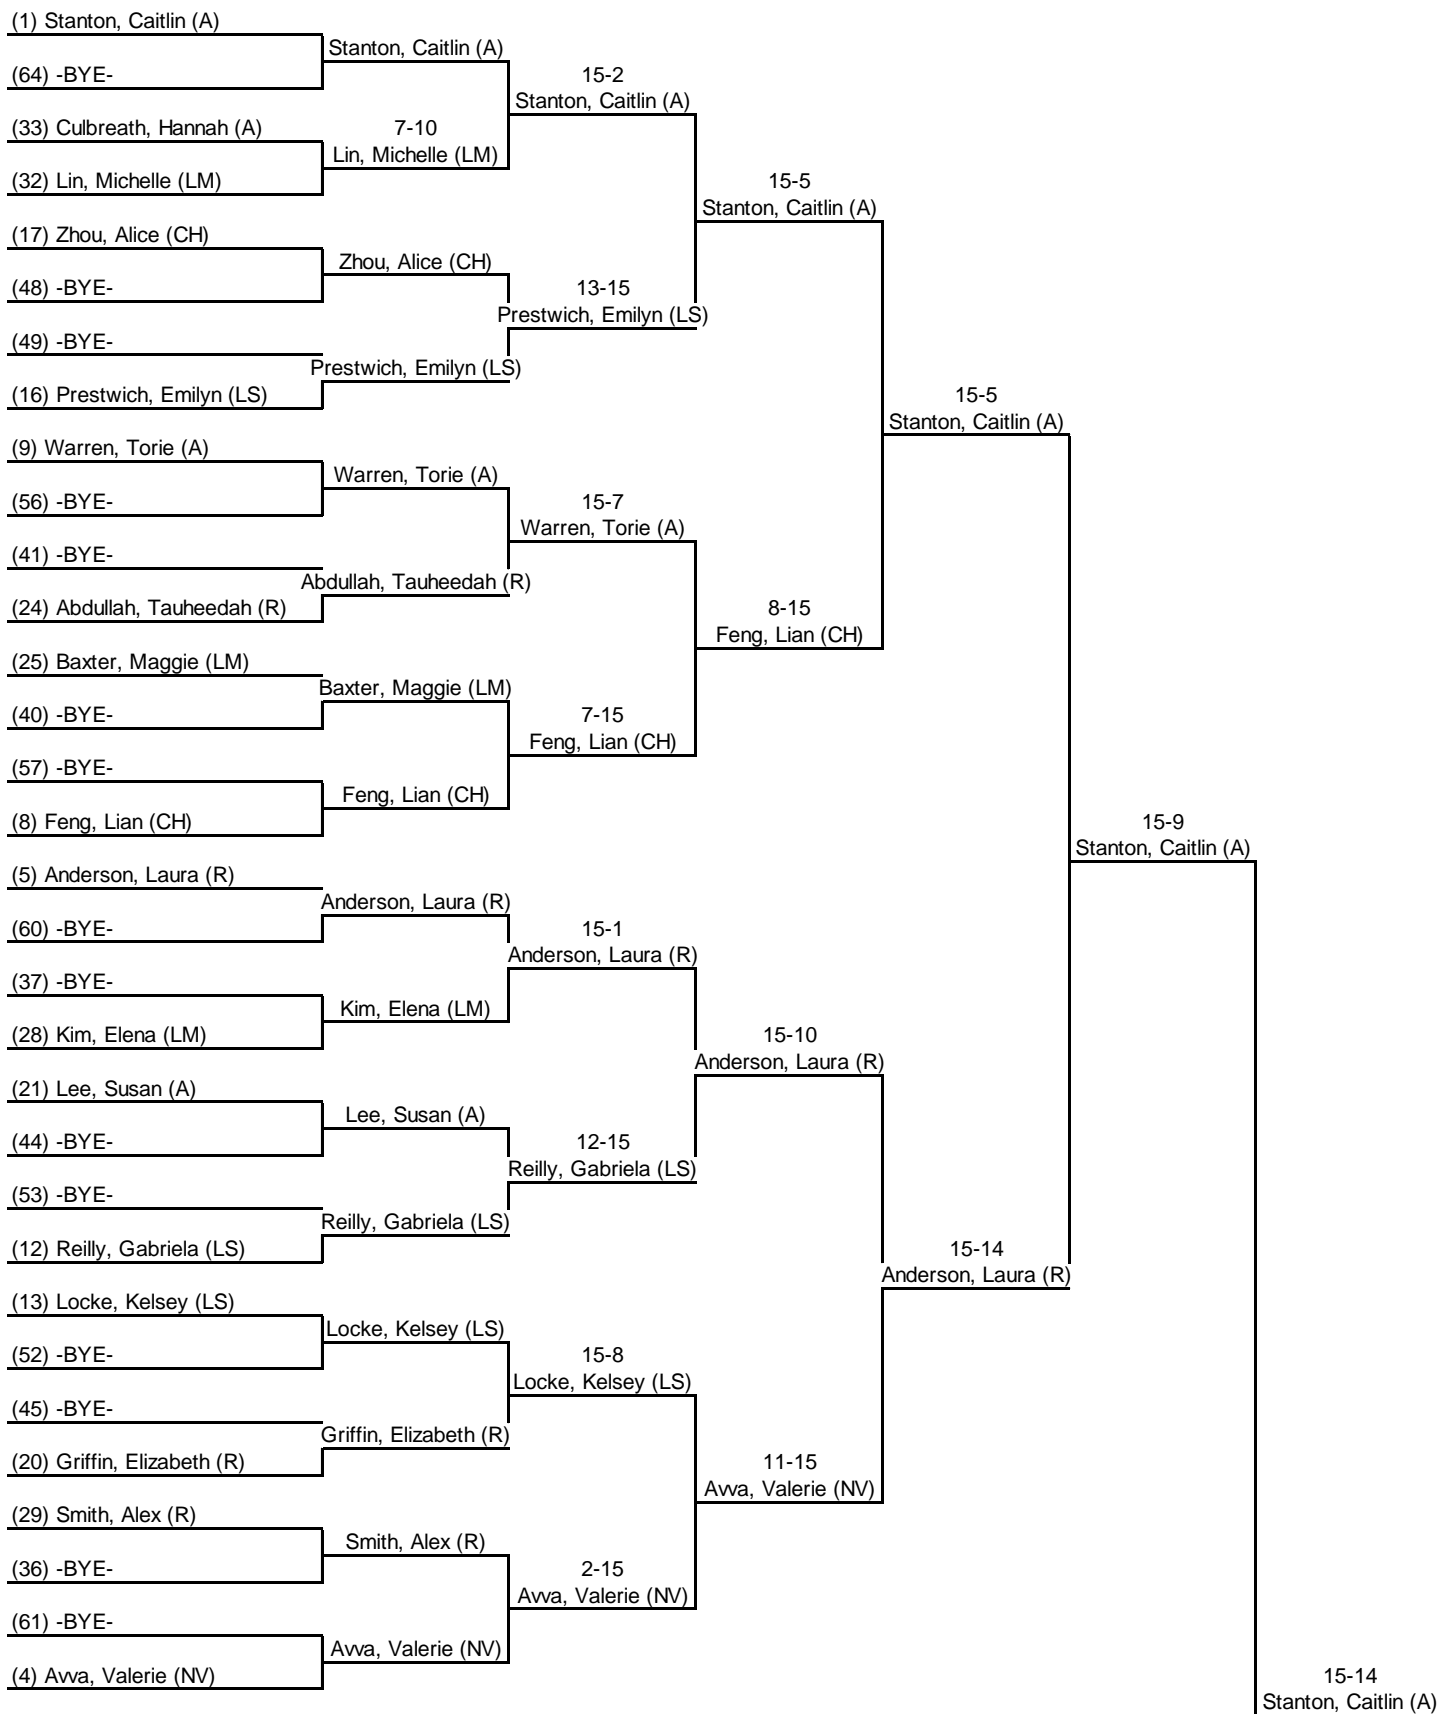 (1) Stanton, Caitlin (A)
Stanton, Caitlin (A)
(64) -BYE-
15-2
Stanton, Caitlin (A)
(33) Culbreath, Hannah (A)
7-10
Lin, Michelle (LM)
(32) Lin, Michelle (LM)
15-5
Stanton, Caitlin (A)
(17) Zhou, Alice (CH)
Zhou, Alice (CH)
(48) -BYE-
13-15
Prestwich, Emilyn (LS)
(49) -BYE-
Prestwich, Emilyn (LS)
(16) Prestwich, Emilyn (LS)
15-5
Stanton, Caitlin (A)
(9) Warren, Torie (A)
Warren, Torie (A)
(56) -BYE-
15-7
Warren, Torie (A)
(41) -BYE-
Abdullah, Tauheedah (R)
(24) Abdullah, Tauheedah (R)
8-15
Feng, Lian (CH)
(25) Baxter, Maggie (LM)
Baxter, Maggie (LM)
(40) -BYE-
7-15
Feng, Lian (CH)
(57) -BYE-
Feng, Lian (CH)
(8) Feng, Lian (CH)
15-9
Stanton, Caitlin (A)
(5) Anderson, Laura (R)
Anderson, Laura (R)
(60) -BYE-
15-1
Anderson, Laura (R)
(37) -BYE-
Kim, Elena (LM)
(28) Kim, Elena (LM)
15-10
Anderson, Laura (R)
(21) Lee, Susan (A)
Lee, Susan (A)
(44) -BYE-
12-15
Reilly, Gabriela (LS)
(53) -BYE-
Reilly, Gabriela (LS)
(12) Reilly, Gabriela (LS)
15-14
Anderson, Laura (R)
(13) Locke, Kelsey (LS)
Locke, Kelsey (LS)
(52) -BYE-
15-8
Locke, Kelsey (LS)
(45) -BYE-
Griffin, Elizabeth (R)
(20) Griffin, Elizabeth (R)
11-15
Avva, Valerie (NV)
(29) Smith, Alex (R)
Smith, Alex (R)
(36) -BYE-
2-15
Avva, Valerie (NV)
(61) -BYE-
Avva, Valerie (NV)
(4) Avva, Valerie (NV)
15-14
Stanton, Caitlin (A)